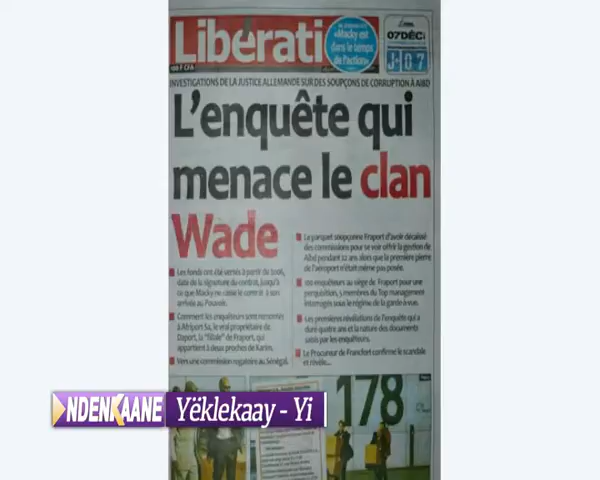 Libérati
100 F CFA
«Macky est
dans le temps
de l'action»
07DÉC
J-07
INVESTIGATIONS DE LA JUSTICE ALLEMANDE SUR DES SOUPÇONS DE CORRUPTION A AIBD
L'enquête qui
menace le clan
Wade
Les fonds ont été versés à partir de 2006,
date de la signature du contrat, jusqu'à
ce que Macky ne casse le contrat à son
arrivée au Pouvoir.
Comment les enquêteurs sont remontés
à Afriport Sa, le vrai propriétaire de
Daport, la "filiale" de Fraport, qui
appartient à deux proches de Karim.
Vers une commission rogatoire au Sénégal.
Le parquet soupçonne Fraport d'avoir décaissé
des commissions pour se voir offrir la gestion de
Aibd pendant 22 ans alors que la première pierre
de l'aeroport n'était même pas posée.
100 enquêteurs au siège de Fraport pour une
perquisition, 5 membres du Top management
interrogés sous le régime de la garde à vue.
Les premières révélations de l'enquête qui a
duré quatre ans et la nature des documents
saisis par les enquêteurs.
Le Procureur de Francfort confirme le scandale
et révèle...
178
NDENKAANE
Yëklekaay - Yi